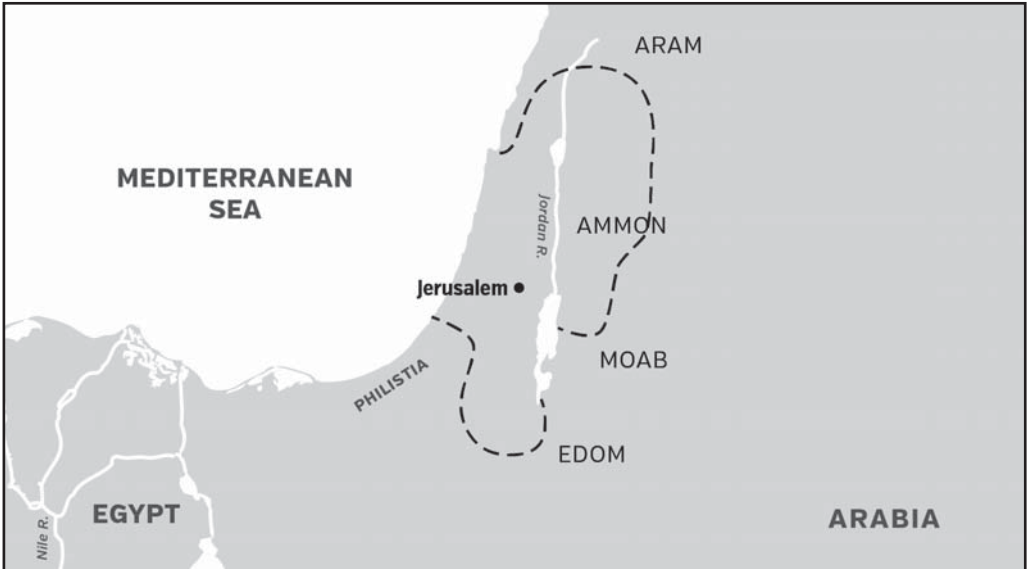 ARAM
MEDITERRANEAN
SEA
Jordan R.
AMMON
Jerusalem
MOAB
PHILISTIA
EDOM
EGYPT
ARABIA
Nile R.